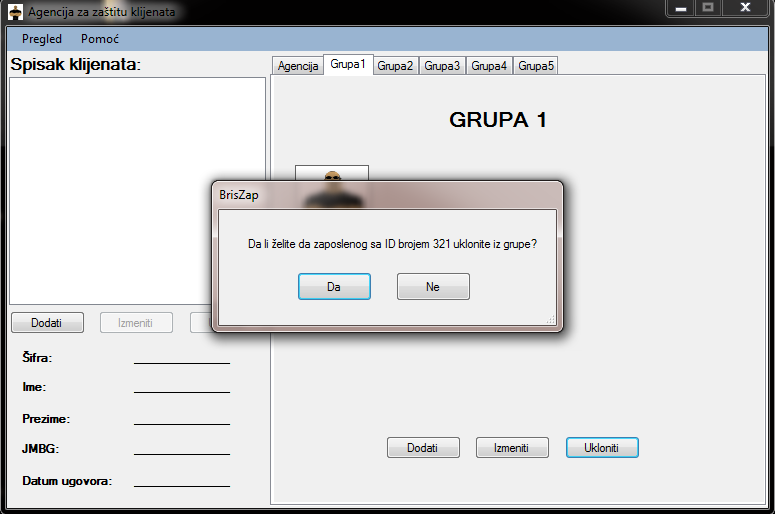 Agencija za zaštitu klijenata
Pregled Pomoć
Spisak klijenata:
Agencija Grupa1 Grupa2 Grupa3 Grupa4 Grupa5
GRUPA 1
BrisZap
Da li želite da zaposlenog sa ID brojem 321 uklonite iz grupe?
Da Ne
Dodati Izmeniti
Šifra:
Ime:
Prezime:
JMBG:
Datum ugovora:
Dodati Izmeniti Ukloniti